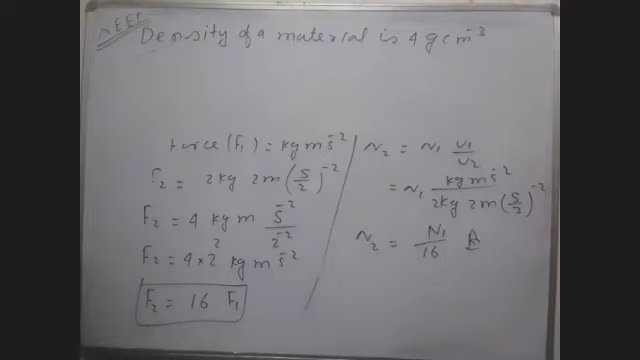 NEET
Density of a material is 4 g cm⁻³
Force (F₁) = kg m s⁻²
F₂ = 2kg 2m (S/2)⁻²
F₂ = 4 kg m S⁻²/2⁻²
F₂ = 4 × 2² kg m s⁻²
F₂ = 16 F₁
N₂ = N₁ U₁/U₂
= N₁ kg m s⁻²/2kg 2m (S/2)⁻²
N₂ = N₁/16